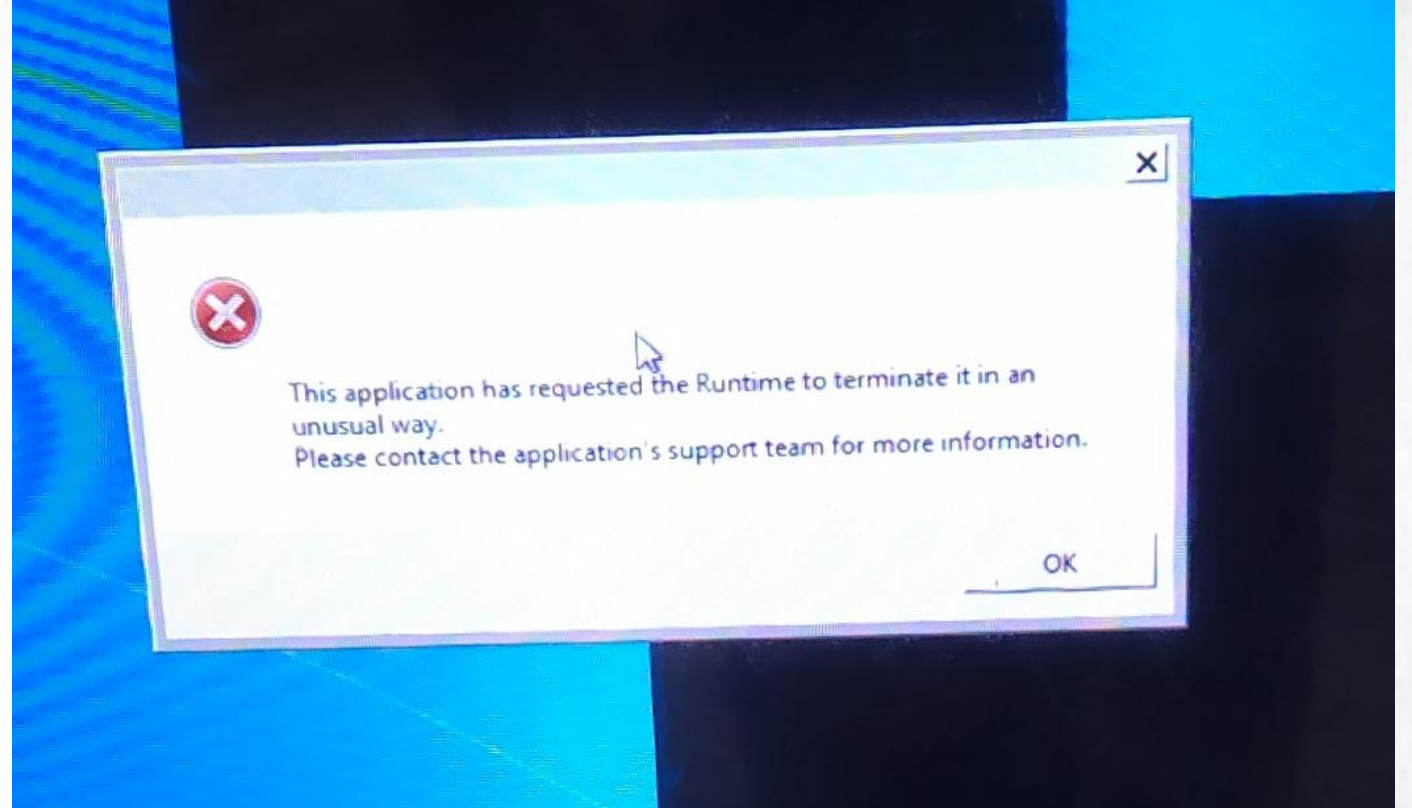 This application has requested the Runtime to terminate it in an
unusual way.
Please contact the application's support team for more information.
OK